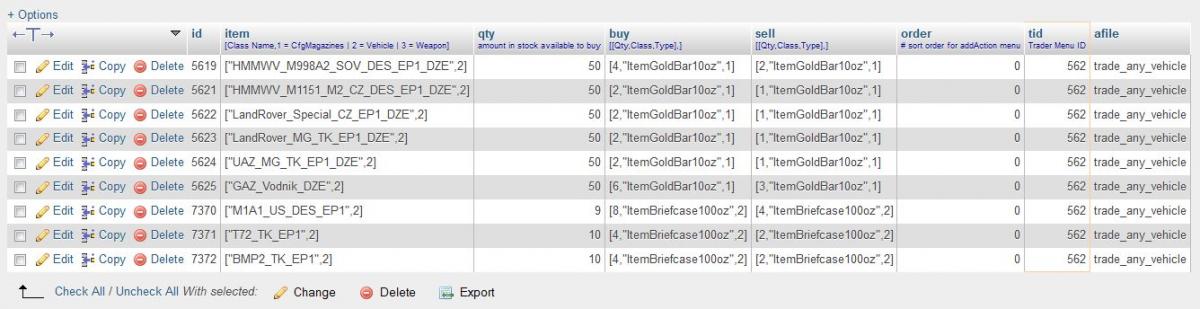 + Options
←T→ ▼ id item qty buy sell order tid afile
[Class Name,1 = CfgMagazines | 2 = Vehicle | 3 = Weapon] amount in stock available to buy [[Qty,Class,Type],] [[Qty,Class,Type],] # sort order for addAction menu Trader Menu ID
Edit Copy Delete 5619 ["HMMWV_M998A2_SOV_DES_EP1_DZE",2] 50 [4,"ItemGoldBar10oz",1] [2,"ItemGoldBar10oz",1] 0 562 trade_any_vehicle
Edit Copy Delete 5621 ["HMMWV_M1151_M2_CZ_DES_EP1_DZE",2] 50 [2,"ItemGoldBar10oz",1] [1,"ItemGoldBar10oz",1] 0 562 trade_any_vehicle
Edit Copy Delete 5622 ["LandRover_Special_CZ_EP1_DZE",2] 50 [2,"ItemGoldBar10oz",1] [1,"ItemGoldBar10oz",1] 0 562 trade_any_vehicle
Edit Copy Delete 5623 ["LandRover_MG_TK_EP1_DZE",2] 50 [2,"ItemGoldBar10oz",1] [1,"ItemGoldBar10oz",1] 0 562 trade_any_vehicle
Edit Copy Delete 5624 ["UAZ_MG_TK_EP1_DZE",2] 50 [2,"ItemGoldBar10oz",1] [1,"ItemGoldBar10oz",1] 0 562 trade_any_vehicle
Edit Copy Delete 5625 ["GAZ_Vodnik_DZE",2] 50 [6,"ItemGoldBar10oz",1] [3,"ItemGoldBar10oz",1] 0 562 trade_any_vehicle
Edit Copy Delete 7370 ["M1A1_US_DES_EP1",2] 9 [8,"ItemBriefcase100oz",2] [4,"ItemBriefcase100oz",2] 0 562 trade_any_vehicle
Edit Copy Delete 7371 ["T72_TK_EP1",2] 10 [4,"ItemBriefcase100oz",2] [2,"ItemBriefcase100oz",2] 0 562 trade_any_vehicle
Edit Copy Delete 7372 ["BMP2_TK_EP1",2] 10 [4,"ItemBriefcase100oz",2] [2,"ItemBriefcase100oz",2] 0 562 trade_any_vehicle
Check All / Uncheck All With selected: Change Delete Export